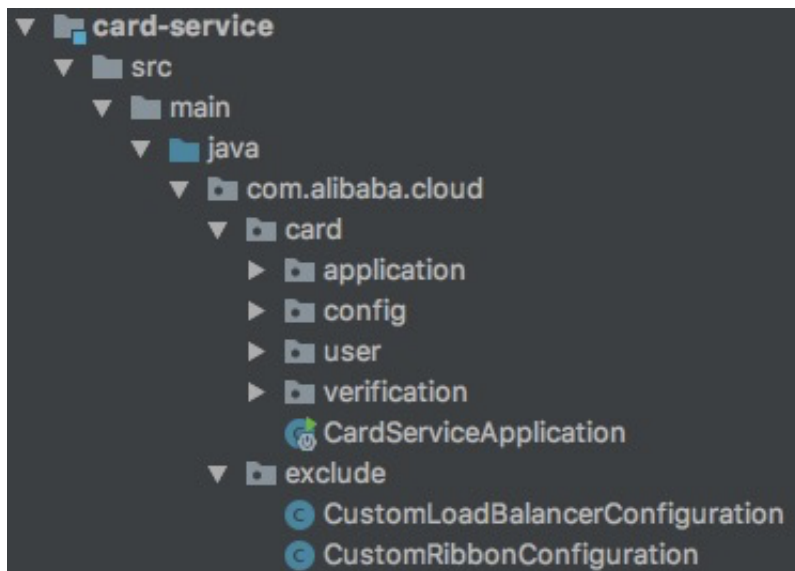 card-service
src
main
java
com.alibaba.cloud
card
application
config
user
verification
CardServiceApplication
exclude
CustomLoadBalancerConfiguration
CustomRibbonConfiguration